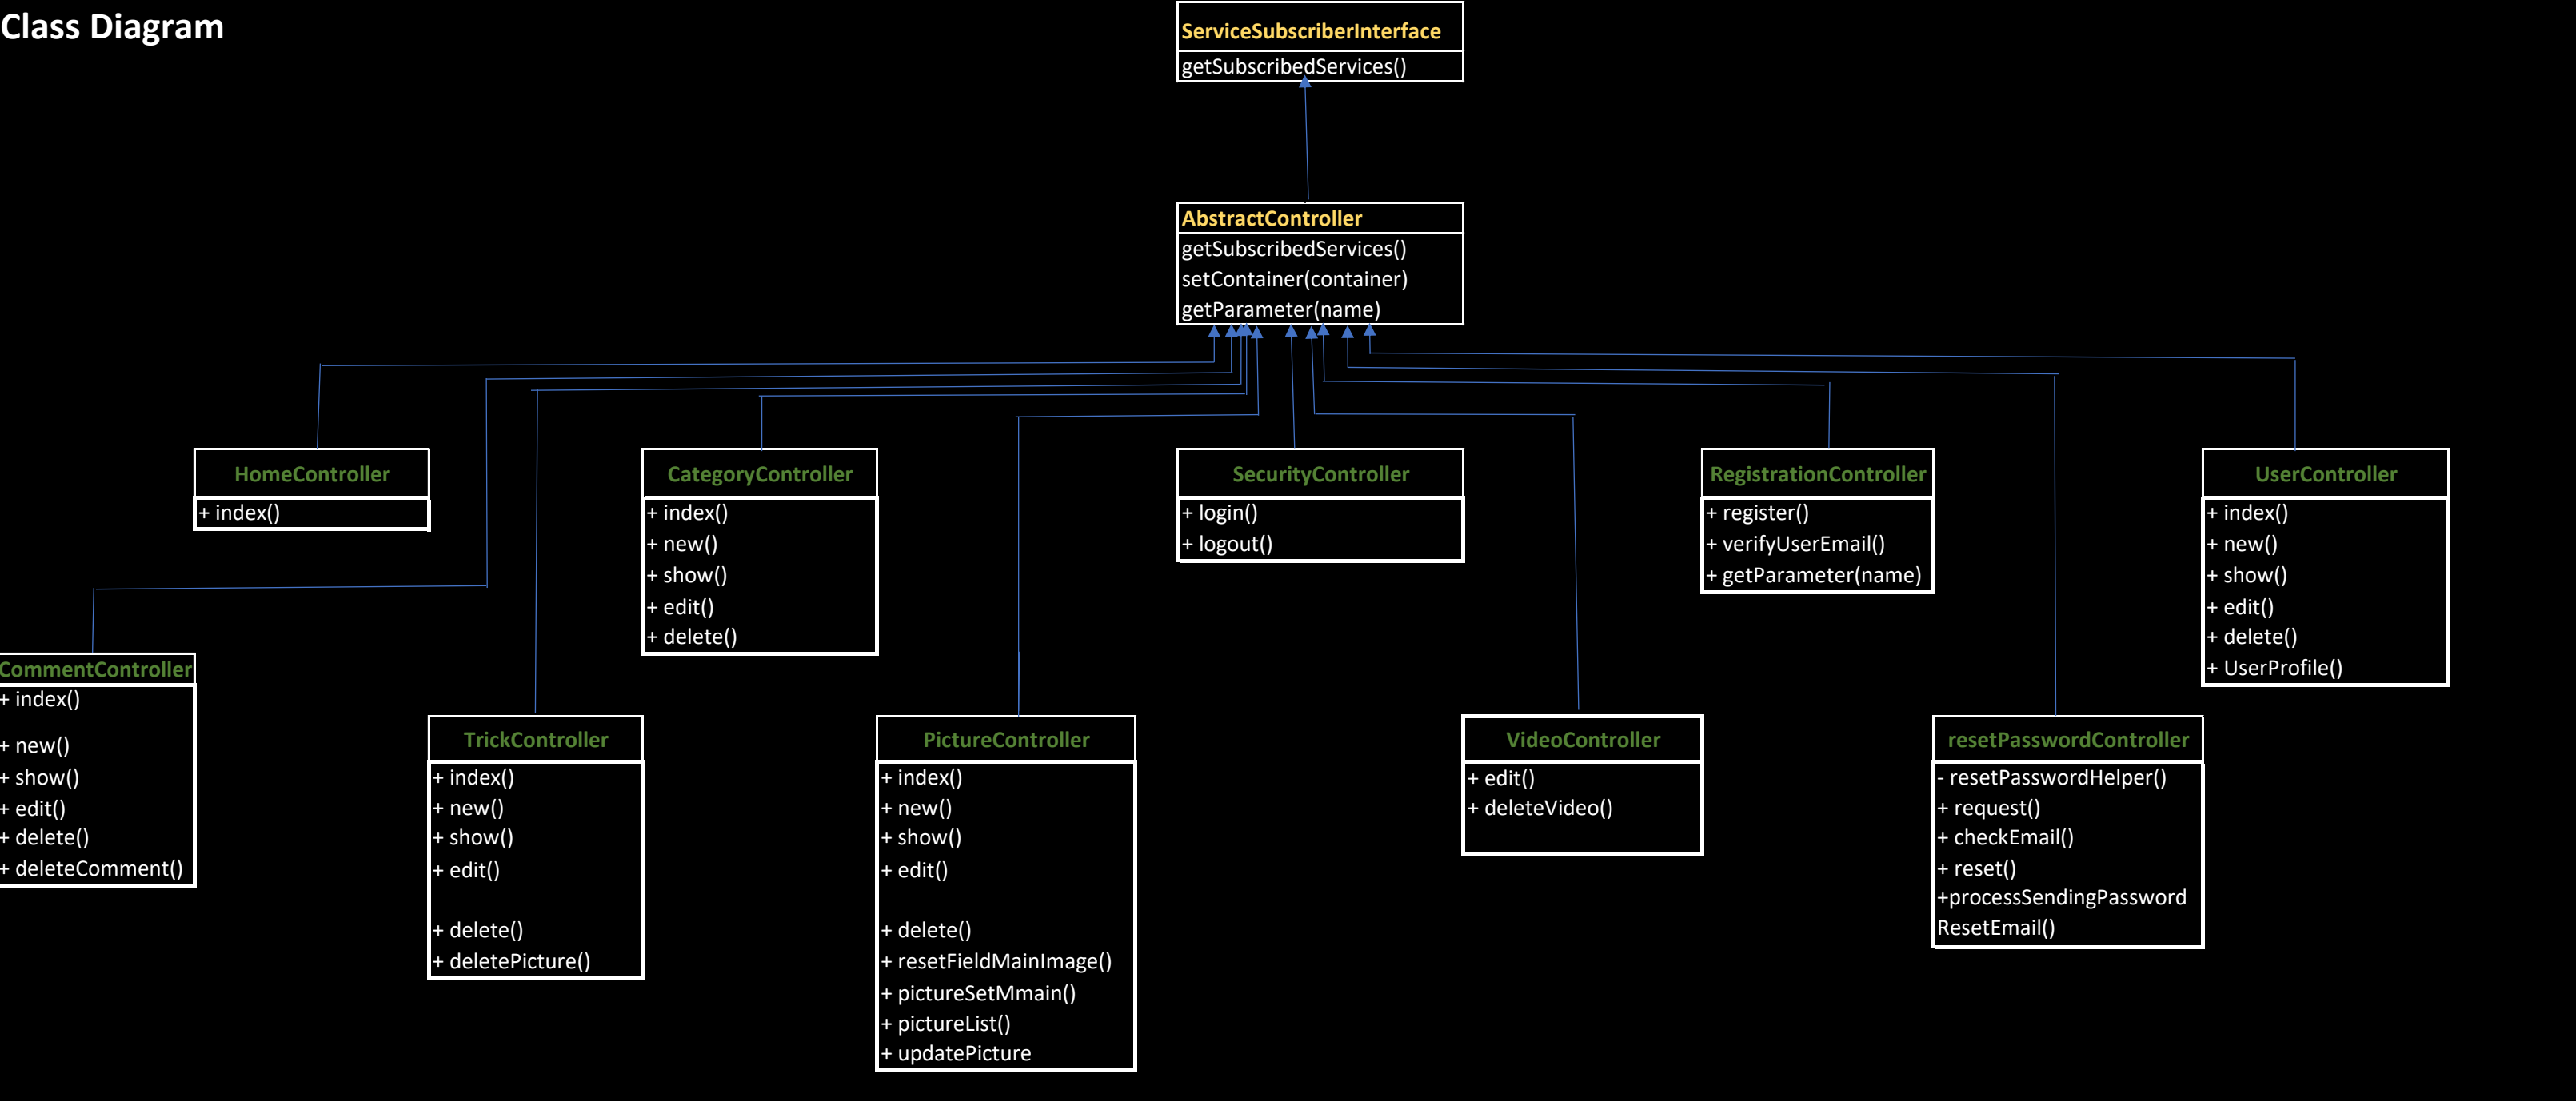 Class Diagram
ServiceSubscriberInterface
getSubscribedServices()
AbstractController
getSubscribedServices()
setContainer(container)
getParameter(name)
HomeController
+ index()
CategoryController
+ index()
+ new()
+ show()
+ edit()
+ delete()
SecurityController
+ login()
+ logout()
RegistrationController
+ register()
+ verifyUserEmail()
+ getParameter(name)
UserController
+ index()
+ new()
+ show()
+ edit()
+ delete()
+ UserProfile()
CommentController
+ index()
+ new()
+ show()
+ edit()
+ delete()
+ deleteComment()
TrickController
+ index()
+ new()
+ show()
+ edit()
+ delete()
+ deletePicture()
PictureController
+ index()
+ new()
+ show()
+ edit()
+ delete()
+ resetFieldMainImage()
+ pictureSetMmain()
+ pictureList()
+ updatePicture
VideoController
+ edit()
+ deleteVideo()
resetPasswordController
- resetPasswordHelper()
+ request()
+ checkEmail()
+ reset()
+processSendingPassword
ResetEmail()